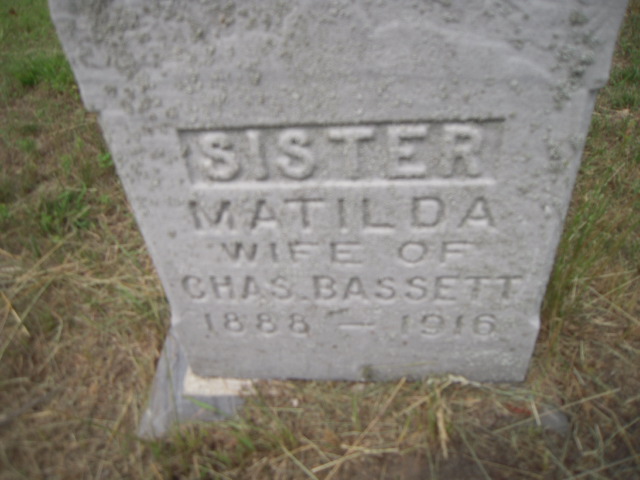 SISTER
MATILDA
WIFE OF
CHAS. BASSETT
1888 — 1916